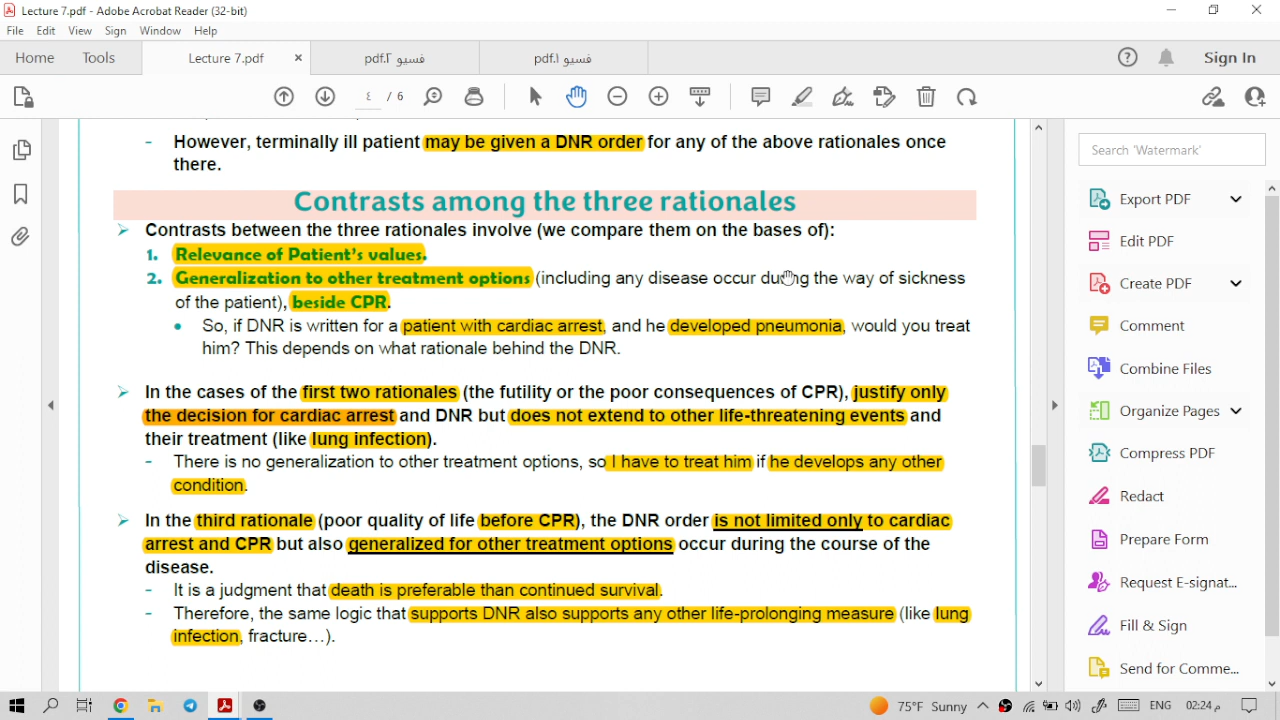 Lecture 7.pdf - Adobe Acrobat Reader (32-bit)
File Edit View Sign Window Help
Home Tools Lecture 7.pdf × فسيو ٢.pdf فسيو ١.pdf Sign In
٤ / 6
However, terminally ill patient may be given a DNR order for any of the above rationales once
there.
Contrasts among the three rationales
Contrasts between the three rationales involve (we compare them on the bases of):
1. Relevance of Patient's values.
2. Generalization to other treatment options (including any disease occur during the way of sickness
of the patient), beside CPR.
So, if DNR is written for a patient with cardiac arrest, and he developed pneumonia, would you treat
him? This depends on what rationale behind the DNR.
In the cases of the first two rationales (the futility or the poor consequences of CPR), justify only
the decision for cardiac arrest and DNR but does not extend to other life-threatening events and
their treatment (like lung infection).
- There is no generalization to other treatment options, so I have to treat him if he develops any other
condition.
In the third rationale (poor quality of life before CPR), the DNR order is not limited only to cardiac
arrest and CPR but also generalized for other treatment options occur during the course of the
disease.
- It is a judgment that death is preferable than continued survival.
- Therefore, the same logic that supports DNR also supports any other life-prolonging measure (like lung
infection, fracture…).
Search 'Watermark'
Export PDF
Edit PDF
Create PDF
Comment
Combine Files
Organize Pages
Compress PDF
Redact
Prepare Form
Request E-signat...
Fill & Sign
Send for Comme...
75°F Sunny ENG 02:24 م